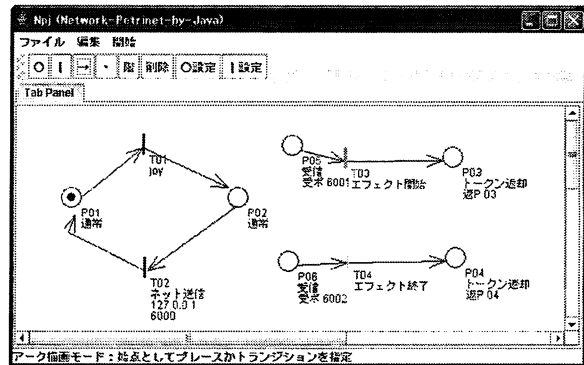 Npj (Network-Petrinet-by-Java)
ファイル 編集 開始
階 削除 ○設定 I 設定
Tab Panel
T01
joy
P01
通常
P02
通常
T02
ネット送信
127.0.0.1
6000
P05
受信
受ポ 6001
T03
エフェクト開始
P03
トークン返却
返P 03
P06
受信
受ポ 6002
T04
エフェクト終了
P04
トークン返却
返P 04
アーク描画モード：始点としてプレースかトランジションを指定